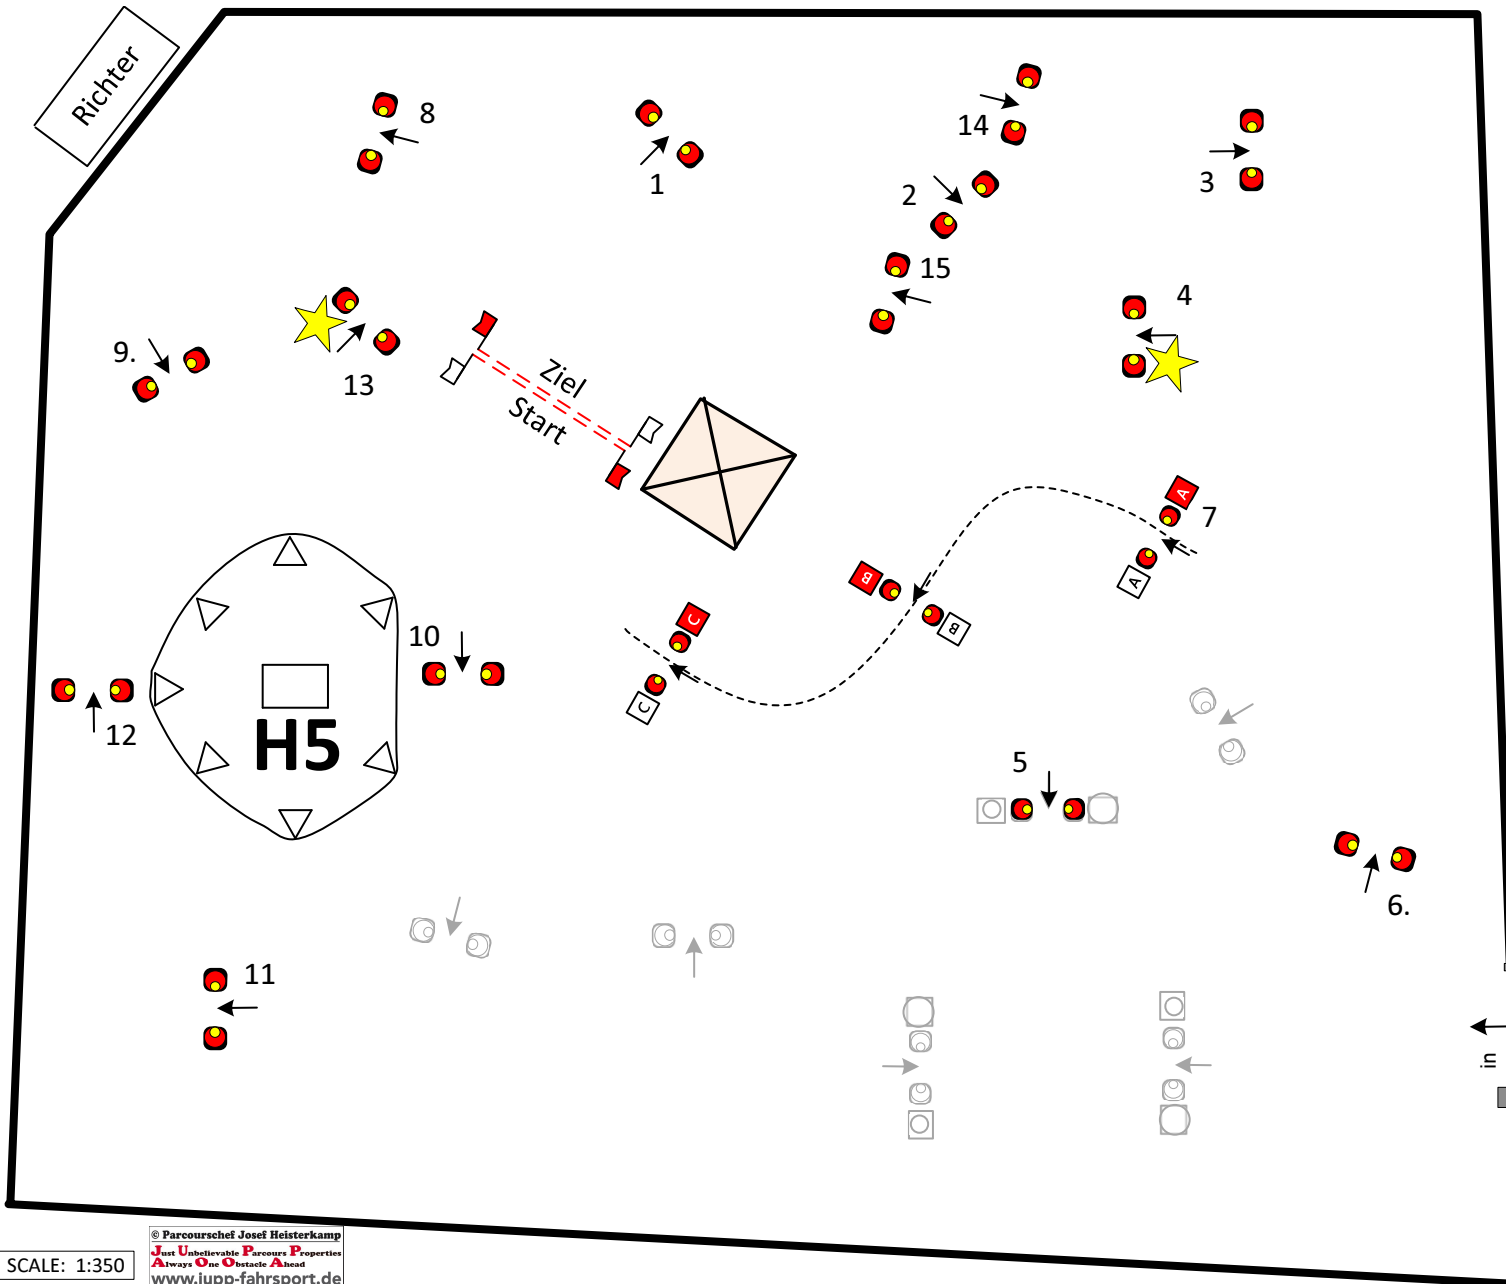 Richter
8
1
14
2
3
15
4
9.
13
Ziel
Start
A
7
A
B
B
C
C
10
12
H5
5
6.
11
in
SCALE: 1:350
© Parcourschef Josef Heisterkamp
Just Unbelievable Parcours Properties
Always One Obstacle Ahead
www.jupp-fahrsport.de